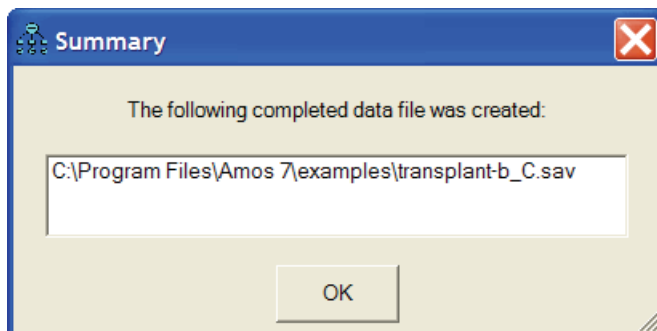 Summary
The following completed data file was created:
C:\Program Files\Amos 7\examples\transplant-b_C.sav
OK